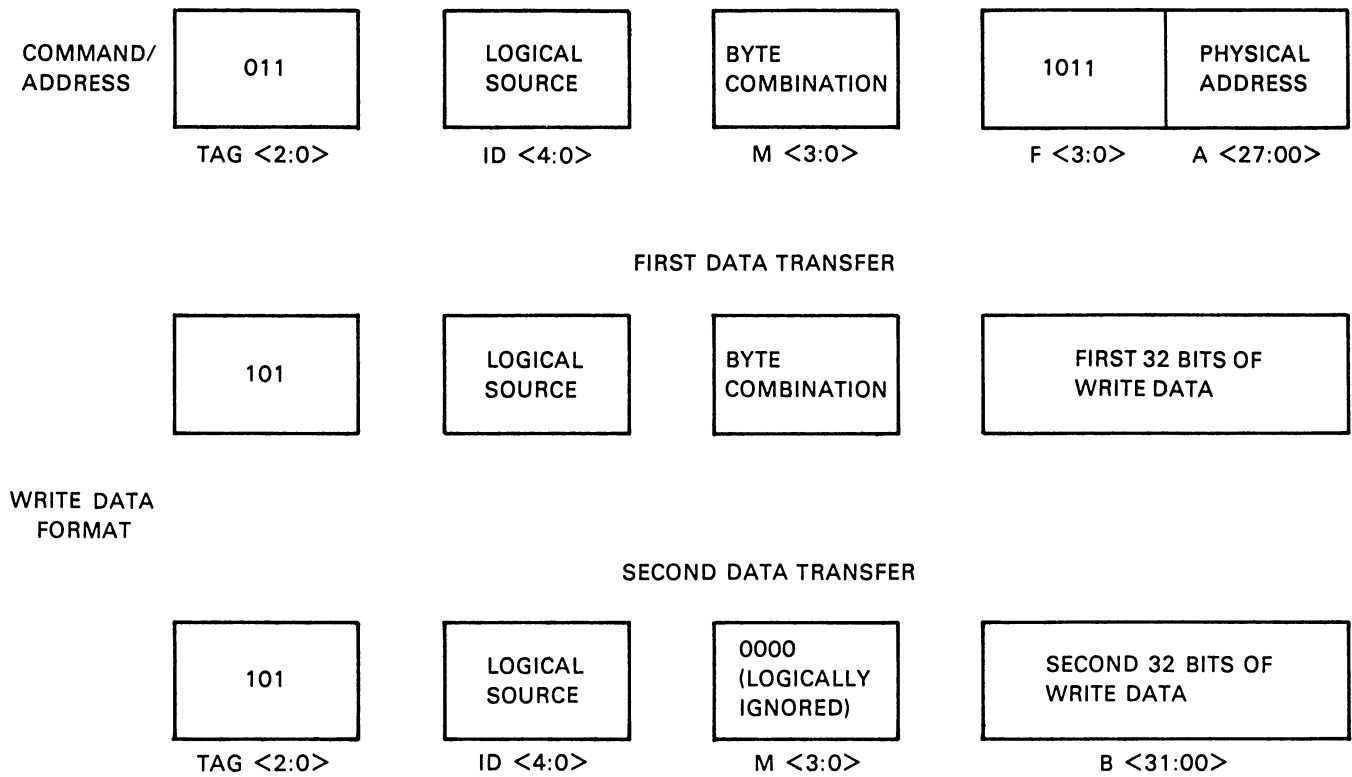 COMMAND/
ADDRESS
011
LOGICAL
SOURCE
BYTE
COMBINATION
1011
PHYSICAL
ADDRESS
TAG <2:0>
ID <4:0>
M <3:0>
F <3:0>
A <27:00>
FIRST DATA TRANSFER
101
LOGICAL
SOURCE
BYTE
COMBINATION
FIRST 32 BITS OF
WRITE DATA
WRITE DATA
FORMAT
SECOND DATA TRANSFER
101
LOGICAL
SOURCE
0000
(LOGICALLY
IGNORED)
SECOND 32 BITS OF
WRITE DATA
TAG <2:0>
ID <4:0>
M <3:0>
B <31:00>